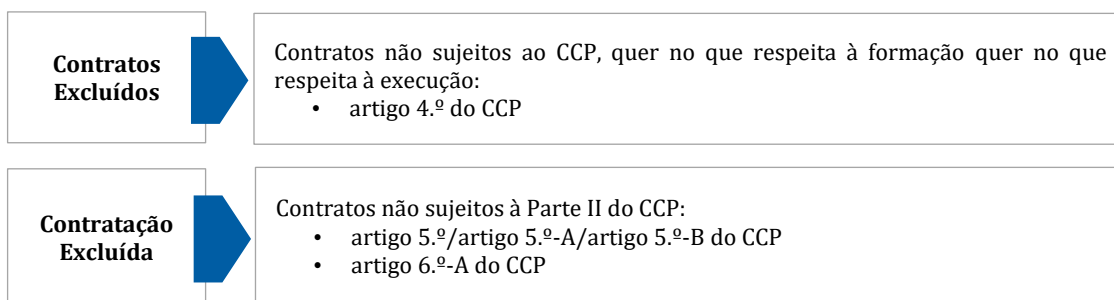 Contratos
Excluídos
Contratos não sujeitos ao CCP, quer no que respeita à formação quer no que
respeita à execução:
• artigo 4.º do CCP
Contratação
Excluída
Contratos não sujeitos à Parte II do CCP:
• artigo 5.º/artigo 5.º-A/artigo 5.º-B do CCP
• artigo 6.º-A do CCP